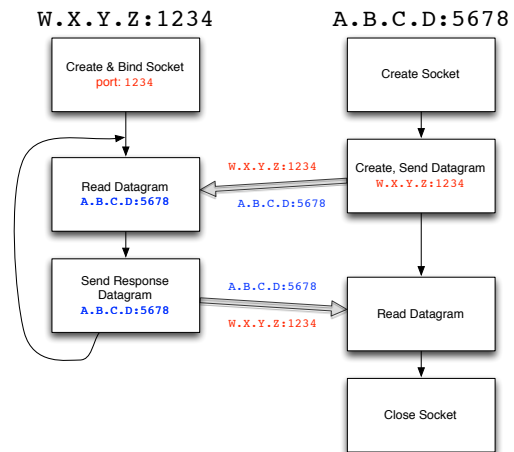 W.X.Y.Z:1234
A.B.C.D:5678
Create & Bind Socket
port: 1234
Create Socket
W.X.Y.Z:1234
A.B.C.D:5678
Create, Send Datagram
W.X.Y.Z:1234
Read Datagram
A.B.C.D:5678
Send Response
Datagram
A.B.C.D:5678
A.B.C.D:5678
W.X.Y.Z:1234
Read Datagram
Close Socket